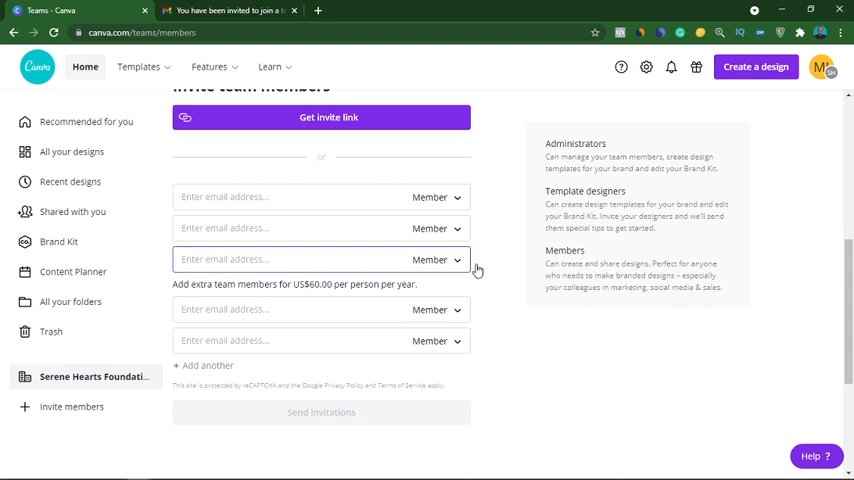 Teams - Canva
You have been invited to join a t
canva.com/teams/members
Canva
Home
Templates
Features
Learn
Create a design
SH
Invite team members
Get invite link
or
Recommended for you
All your designs
Recent designs
Shared with you
Brand Kit
Content Planner
All your folders
Trash
Serene Hearts Foundati...
Invite members
Enter email address...
Member
Enter email address...
Member
Enter email address...
Member
Add extra team members for US$60.00 per person per year.
Enter email address...
Member
Enter email address...
Member
+ Add another
This site is protected by reCAPTCHA and the Google Privacy Policy and Terms of Service apply.
Send invitations
Administrators
Can manage your team members, create design
templates for your brand and edit your Brand Kit.
Template designers
Can create design templates for your brand and edit
your Brand Kit. Invite your designers and we'll send
them special tips to get started.
Members
Can create and share designs. Perfect for anyone
who needs to make branded designs – especially
your colleagues in marketing, social media & sales.
Help ?